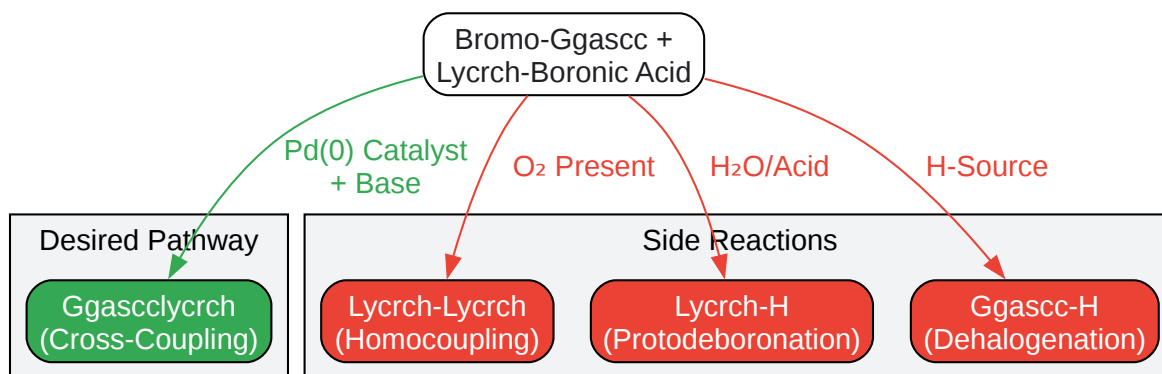 Bromo-Ggascc +
Lycrch-Boronic Acid
Pd(0) Catalyst
+ Base
O₂ Present
H₂O/Acid
H-Source
Desired Pathway
Side Reactions
Ggascclycrch
(Cross-Coupling)
Lycrch-Lycrch
(Homocoupling)
Lycrch-H
(Protodeboronation)
Ggascc-H
(Dehalogenation)